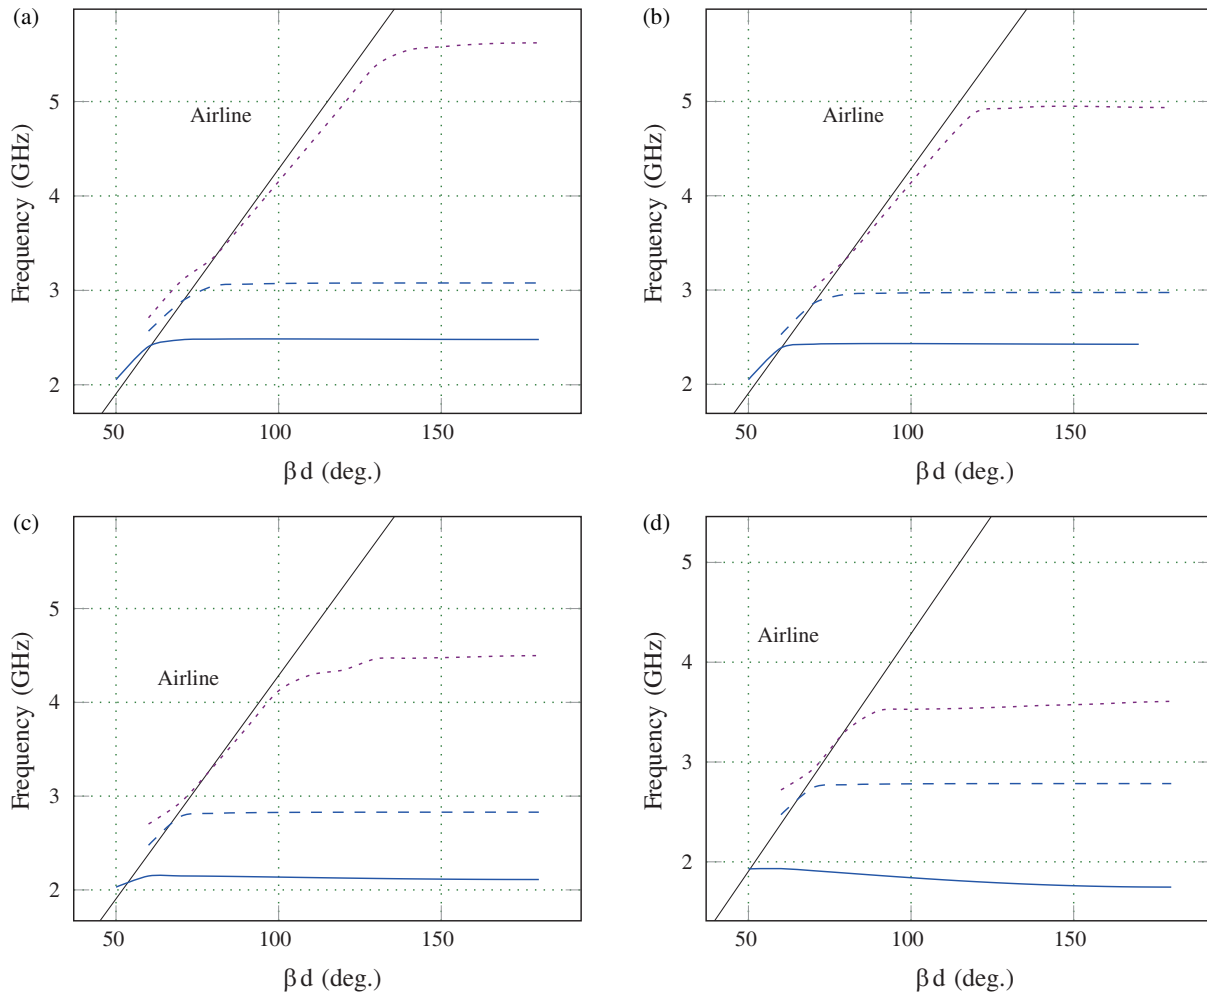 (a)
Frequency (GHz)
5
4
3
2
Airline
50 100 150
β d (deg.)
(b)
Frequency (GHz)
5
4
3
2
Airline
50 100 150
β d (deg.)
(c)
Frequency (GHz)
5
4
3
2
Airline
50 100 150
β d (deg.)
(d)
Frequency (GHz)
5
4
3
2
Airline
50 100 150
β d (deg.)